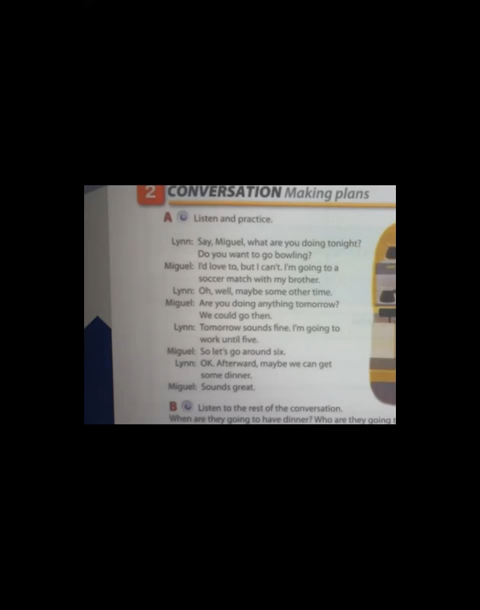 2 CONVERSATION Making plans
A Listen and practice.
Lynn: Say, Miguel, what are you doing tonight?
Do you want to go bowling?
Miguel: I'd love to, but I can't. I'm going to a
soccer match with my brother.
Lynn: Oh, well, maybe some other time.
Miguel: Are you doing anything tomorrow?
We could go then.
Lynn: Tomorrow sounds fine. I'm going to
work until five.
Miguel: So let's go around six.
Lynn: OK. Afterward, maybe we can get
some dinner.
Miguel: Sounds great.
B Listen to the rest of the conversation.
When are they going to have dinner? Who are they going